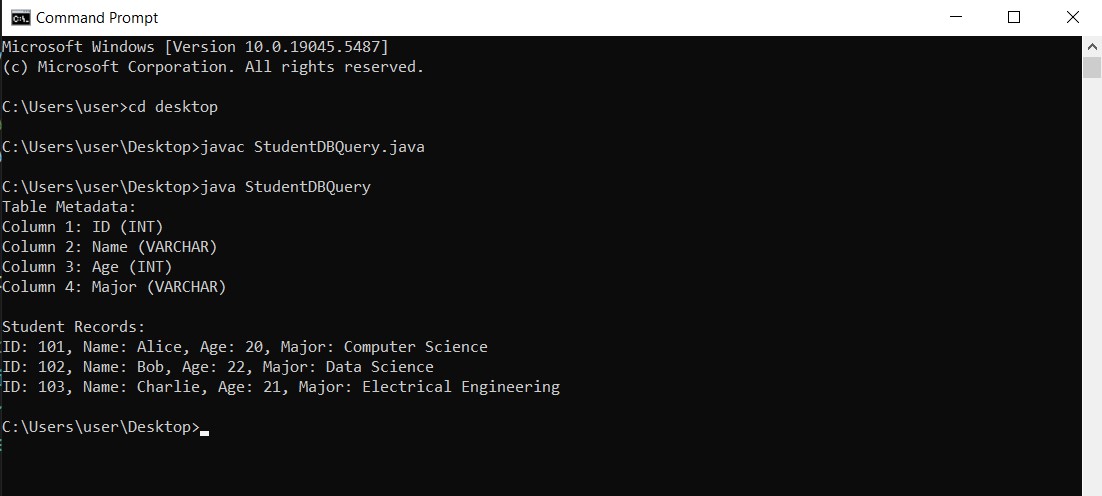 Command Prompt
Microsoft Windows [Version 10.0.19045.5487]
(c) Microsoft Corporation. All rights reserved.
C:\Users\user>cd desktop
C:\Users\user\Desktop>javac StudentDBQuery.java
C:\Users\user\Desktop>java StudentDBQuery
Table Metadata:
Column 1: ID (INT)
Column 2: Name (VARCHAR)
Column 3: Age (INT)
Column 4: Major (VARCHAR)
Student Records:
ID: 101, Name: Alice, Age: 20, Major: Computer Science
ID: 102, Name: Bob, Age: 22, Major: Data Science
ID: 103, Name: Charlie, Age: 21, Major: Electrical Engineering
C:\Users\user\Desktop>